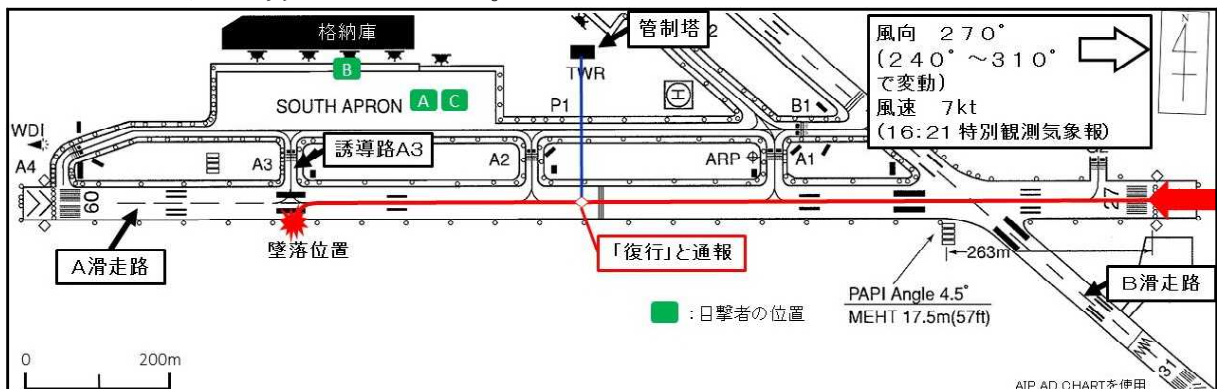 格納庫
管制塔
2
B
TWR
風向 270°
(240°～310°
で変動)
風速 7kt
(16:21 特別観測気象報)
N
SOUTH APRON
A
C
P1
H
B1
WDI
A4
A3
誘導路A3
A2
ARP
A1
09
27
A滑走路
墜落位置
「復行」と通報
263m
B滑走路
PAPI Angle 4.5°
MEHT 17.5m(57ft)
:目撃者の位置
31
0
200m
AIP AD CHARTを使用